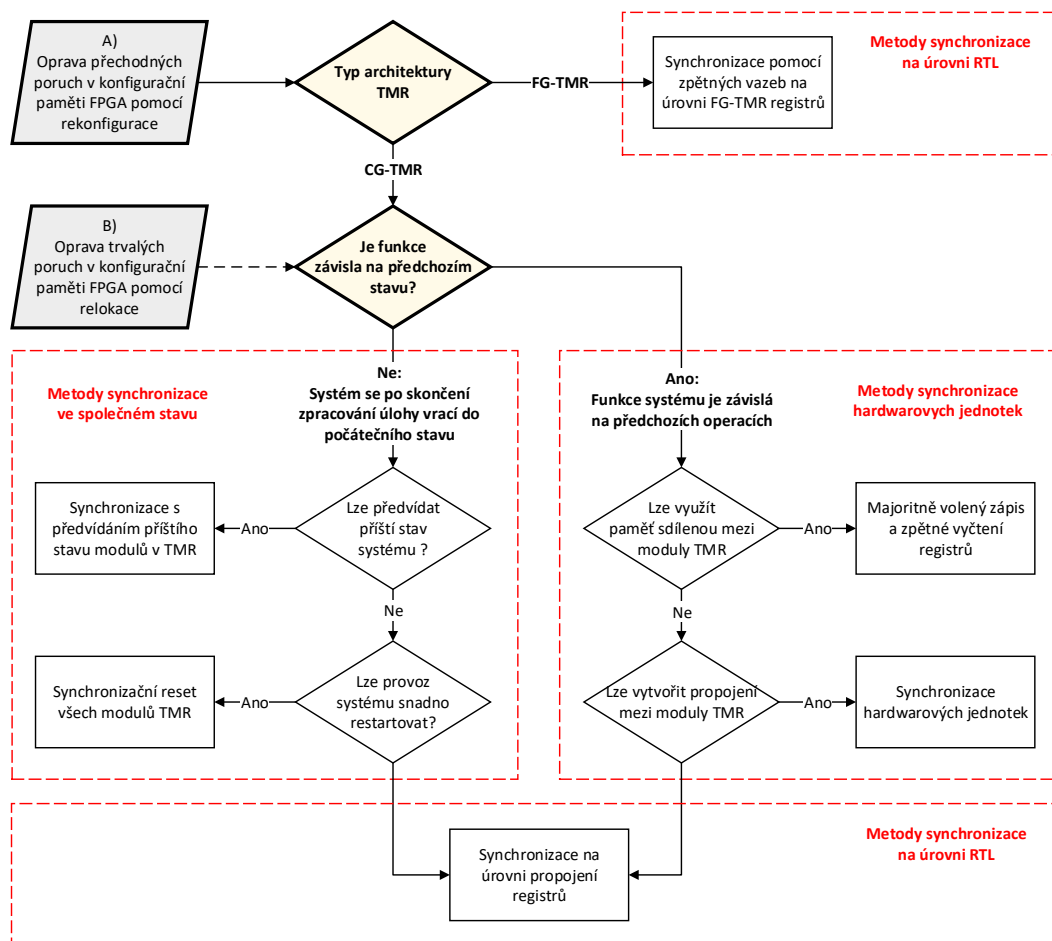 A)
Oprava přechodných
poruch v konfigurační
paměti FPGA pomocí
rekonfigurace
Typ architektury
TMR
FG-TMR
Synchronizace pomocí
zpětných vazeb na
úrovni FG-TMR registrů
Metody synchronizace
na úrovni RTL
CG-TMR
B)
Oprava trvalých
poruch v konfigurační
paměti FPGA pomocí
relokace
Je funkce
závisla na předchozím
stavu?
Metody synchronizace
ve společném stavu
Ne:
Systém se po skončení
zpracování úlohy vrací do
počátečního stavu
Ano:
Funkce systému je závislá
na předchozích operacích
Metody synchronizace
hardwarovych jednotek
Synchronizace s
předvídáním příštího
stavu modulů v TMR
Ano
Lze předvídat
příští stav
systému ?
Lze využít
paměť sdílenou mezi
moduly TMR
Ano
Majoritně volený zápis
a zpětné vyčtení
registrů
Ne
Ne
Synchronizační reset
všech modulů TMR
Ano
Lze provoz
systému snadno
restartovat?
Lze vytvořit propojení
mezi moduly TMR
Ano
Synchronizace
hardwarových jednotek
Synchronizace na
úrovni propojení
registrů
Metody synchronizace
na úrovni RTL